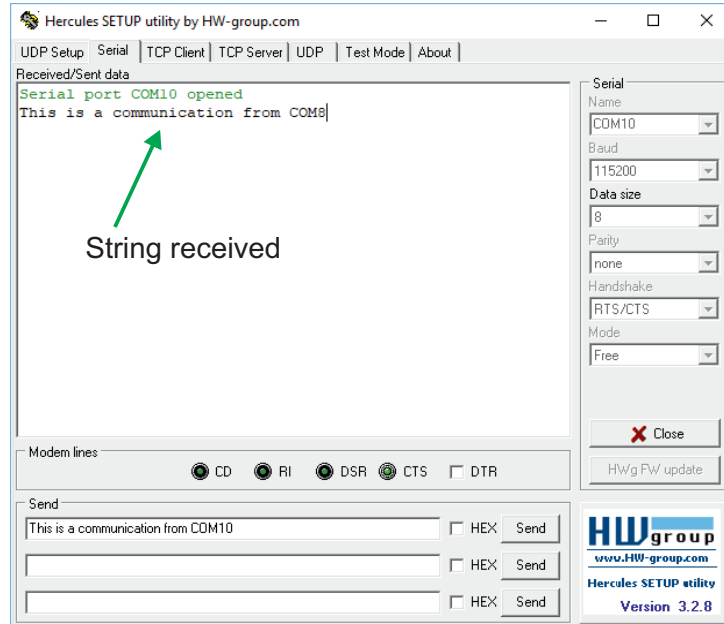 Hercules SETUP utility by HW-group.com
UDP Setup Serial TCP Client TCP Server UDP Test Mode About
Received/Sent data
Serial port COM10 opened
This is a communication from COM8
String received
Serial
Name
COM10
Baud
115200
Data size
8
Parity
none
Handshake
RTS/CTS
Mode
Free
Close
HWg FW update
Modem lines
CD RI DSR CTS DTR
Send
This is a communication from COM10 HEX Send
HEX Send
HEX Send
HW group
www.HW-group.com
Hercules SETUP utility
Version 3.2.8